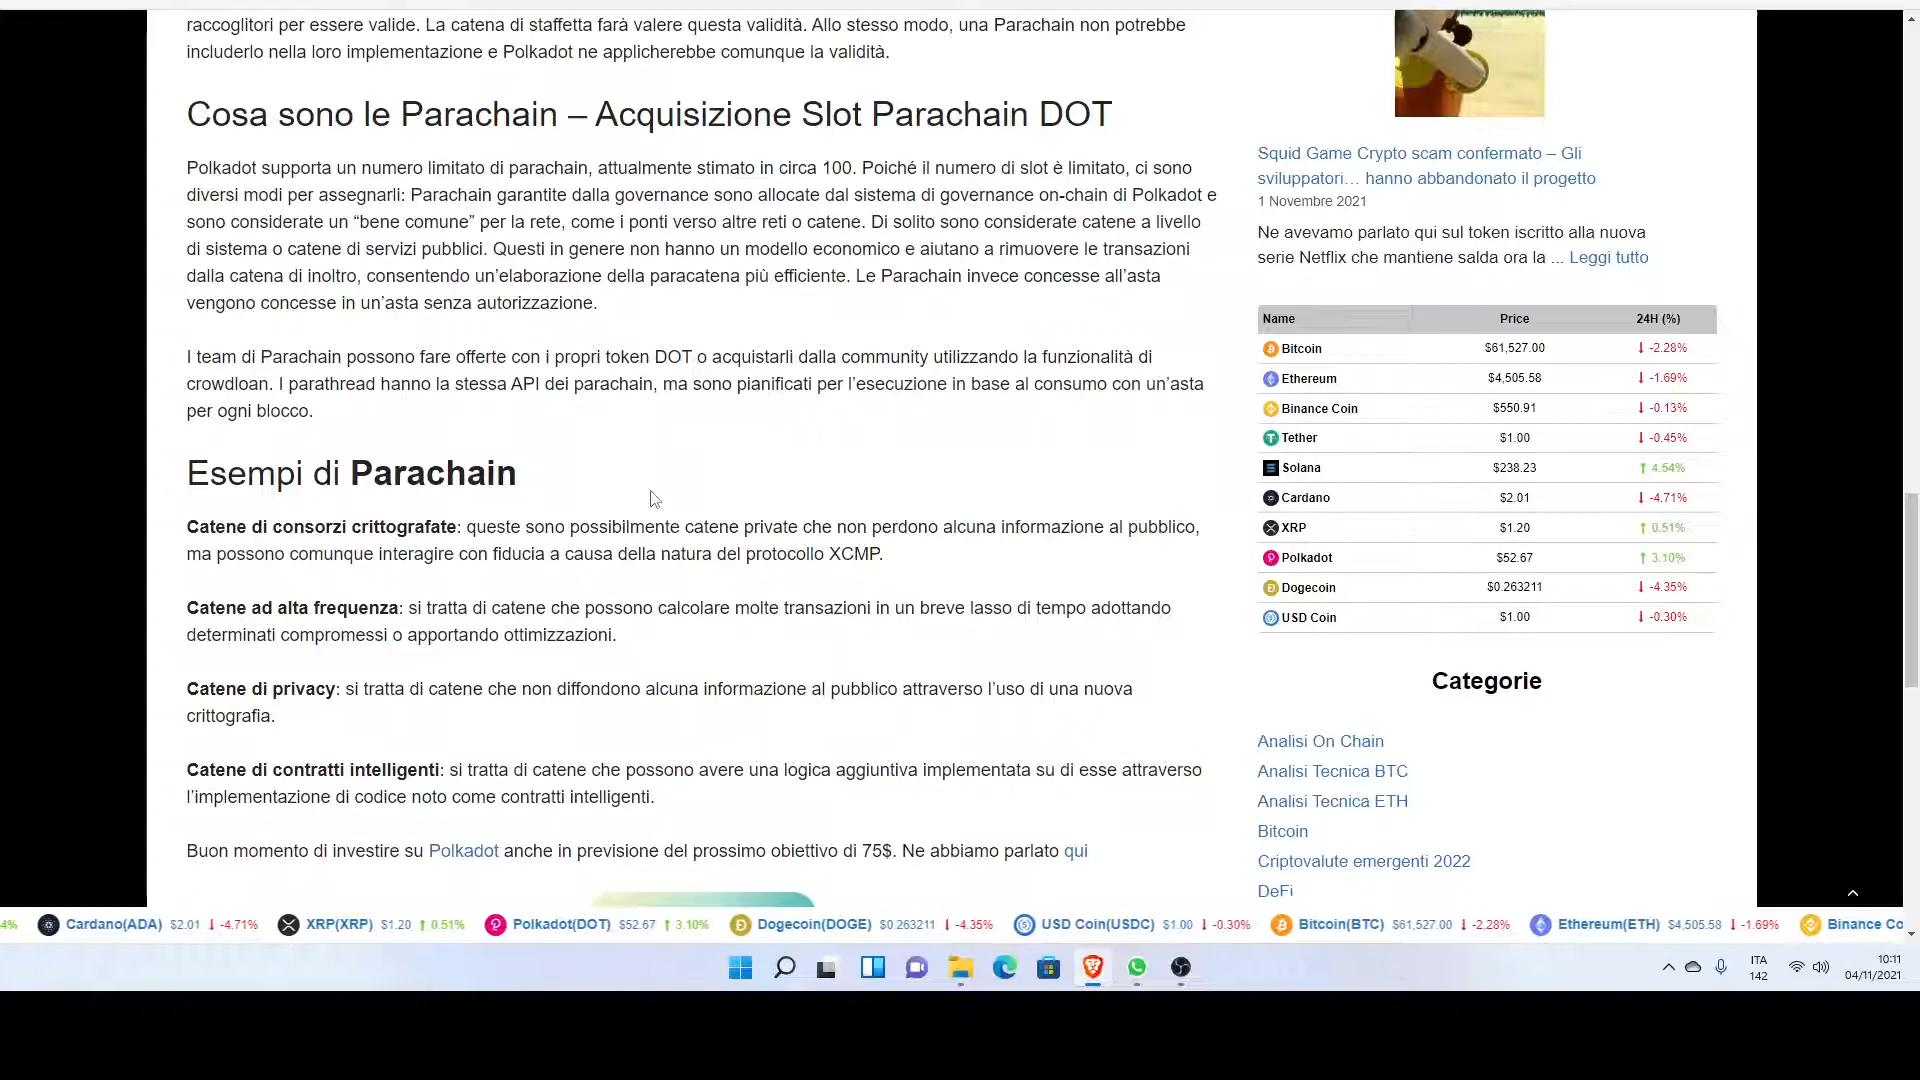 raccoglitori per essere valide. La catena di staffetta farà valere questa validità. Allo stesso modo, una Parachain non potrebbe
includerlo nella loro implementazione e Polkadot ne applicherebbe comunque la validità.
Cosa sono le Parachain – Acquisizione Slot Parachain DOT
Polkadot supporta un numero limitato di parachain, attualmente stimato in circa 100. Poiché il numero di slot è limitato, ci sono
diversi modi per assegnarli: Parachain garantite dalla governance sono allocate dal sistema di governance on-chain di Polkadot e
sono considerate un “bene comune” per la rete, come i ponti verso altre reti o catene. Di solito sono considerate catene a livello
di sistema o catene di servizi pubblici. Questi in genere non hanno un modello economico e aiutano a rimuovere le transazioni
dalla catena di inoltro, consentendo un’elaborazione della paracatena più efficiente. Le Parachain invece concesse all’asta
vengono concesse in un’asta senza autorizzazione.
I team di Parachain possono fare offerte con i propri token DOT o acquistarli dalla community utilizzando la funzionalità di
crowdloan. I parathread hanno la stessa API dei parachain, ma sono pianificati per l’esecuzione in base al consumo con un’asta
per ogni blocco.
Esempi di Parachain
Catene di consorzi crittografate: queste sono possibilmente catene private che non perdono alcuna informazione al pubblico,
ma possono comunque interagire con fiducia a causa della natura del protocollo XCMP.
Catene ad alta frequenza: si tratta di catene che possono calcolare molte transazioni in un breve lasso di tempo adottando
determinati compromessi o apportando ottimizzazioni.
Catene di privacy: si tratta di catene che non diffondono alcuna informazione al pubblico attraverso l’uso di una nuova
crittografia.
Catene di contratti intelligenti: si tratta di catene che possono avere una logica aggiuntiva implementata su di esse attraverso
l’implementazione di codice noto come contratti intelligenti.
Buon momento di investire su Polkadot anche in previsione del prossimo obiettivo di 75$. Ne abbiamo parlato qui
Squid Game Crypto scam confermato – Gli
sviluppatori… hanno abbandonato il progetto
1 Novembre 2021
Ne avevamo parlato qui sul token iscritto alla nuova
serie Netflix che mantiene salda ora la ... Leggi tutto
Name Price 24H (%)
Bitcoin $61,527.00 -2.28%
Ethereum $4,505.58 -1.69%
Binance Coin $550.91 -0.13%
Tether $1.00 -0.45%
Solana $238.23 4.54%
Cardano $2.01 -4.71%
XRP $1.20 0.51%
Polkadot $52.67 3.10%
Dogecoin $0.263211 -4.35%
USD Coin $1.00 -0.30%
Categorie
Analisi On Chain
Analisi Tecnica BTC
Analisi Tecnica ETH
Bitcoin
Criptovalute emergenti 2022
DeFi
4% Cardano(ADA) $2.01 -4.71% XRP(XRP) $1.20 0.51% Polkadot(DOT) $52.67 3.10% Dogecoin(DOGE) $0.263211 -4.35% USD Coin(USDC) $1.00 -0.30% Bitcoin(BTC) $61,527.00 -2.28% Ethereum(ETH) $4,505.58 -1.69% Binance Co
ITA
142
10:11
04/11/2021